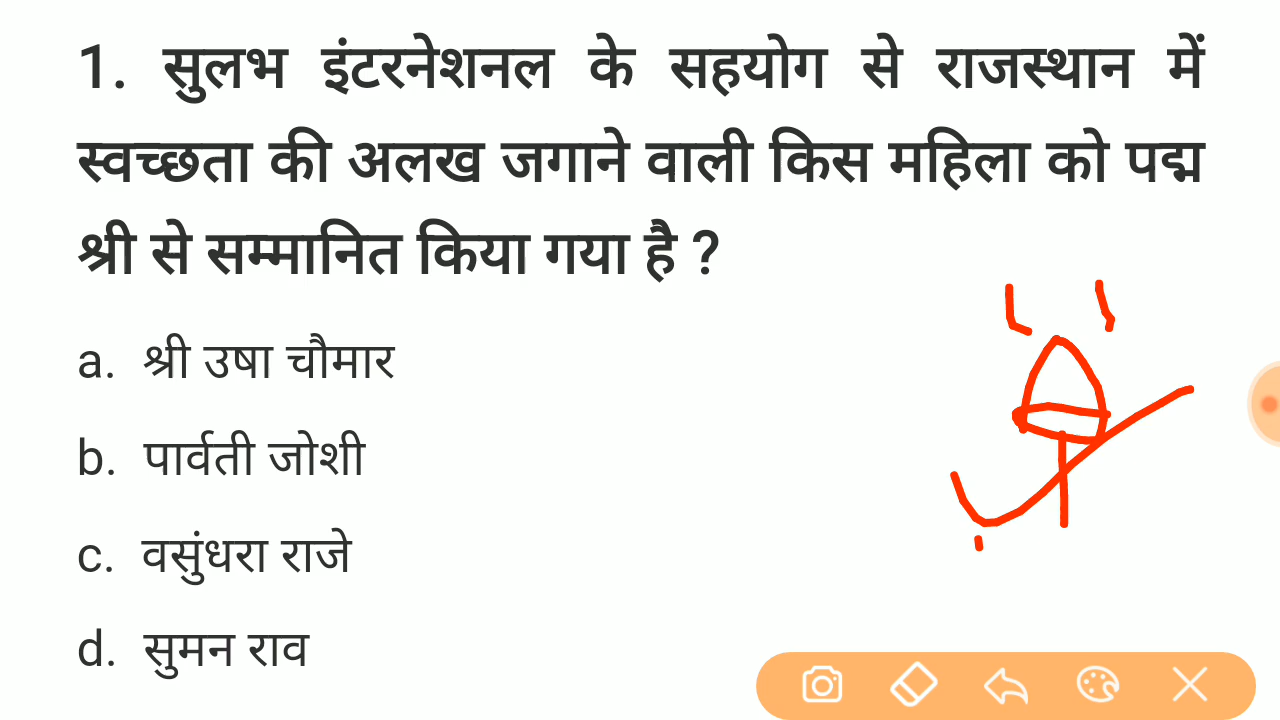 1. सुलभ इंटरनेशनल के सहयोग से राजस्थान में
स्वच्छता की अलख जगाने वाली किस महिला को पद्म
श्री से सम्मानित किया गया है ?
a. श्री उषा चौमार
b. पार्वती जोशी
c. वसुंधरा राजे
d. सुमन राव